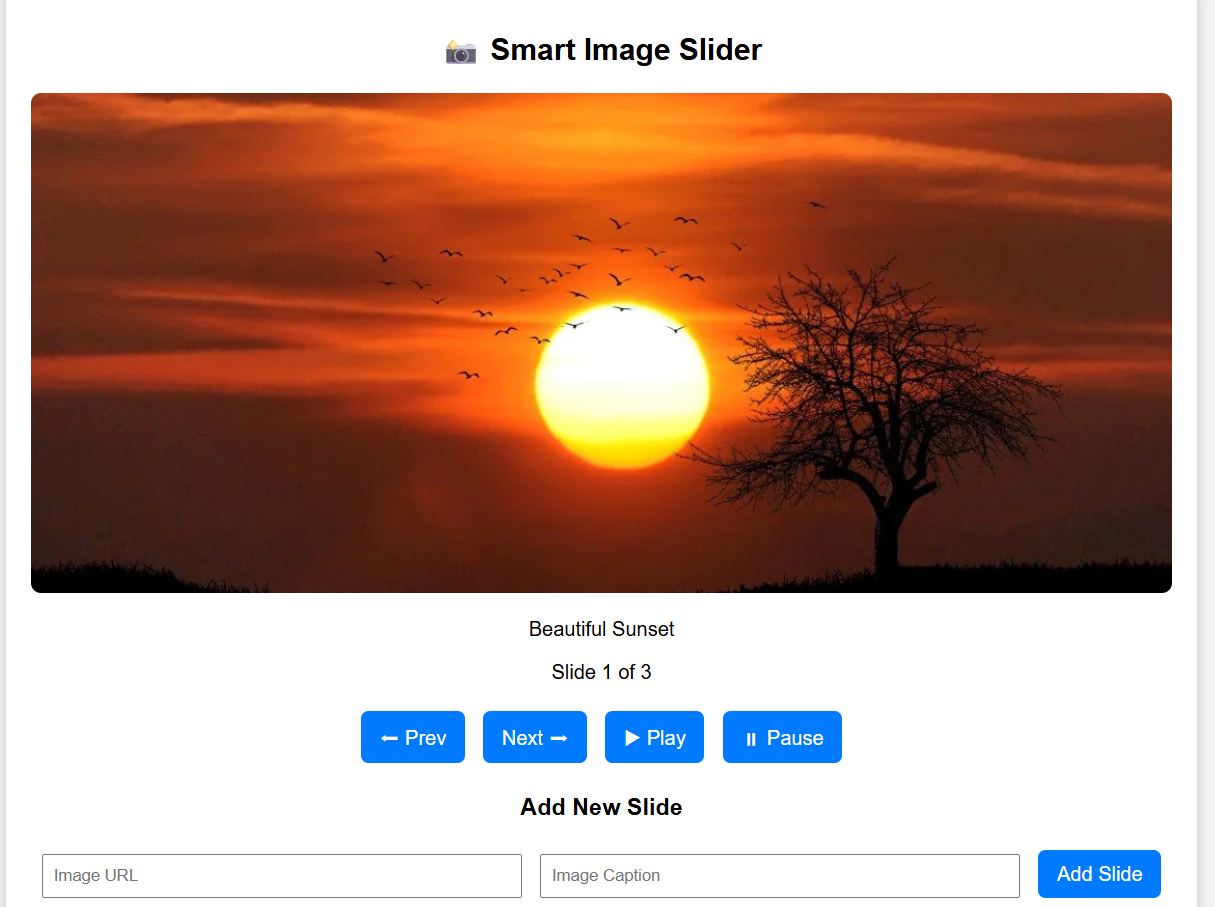 📸 Smart Image Slider
Beautiful Sunset
Slide 1 of 3
⬅ Prev Next ➡ ▶ Play ⏸ Pause
Add New Slide
Image URL Image Caption Add Slide